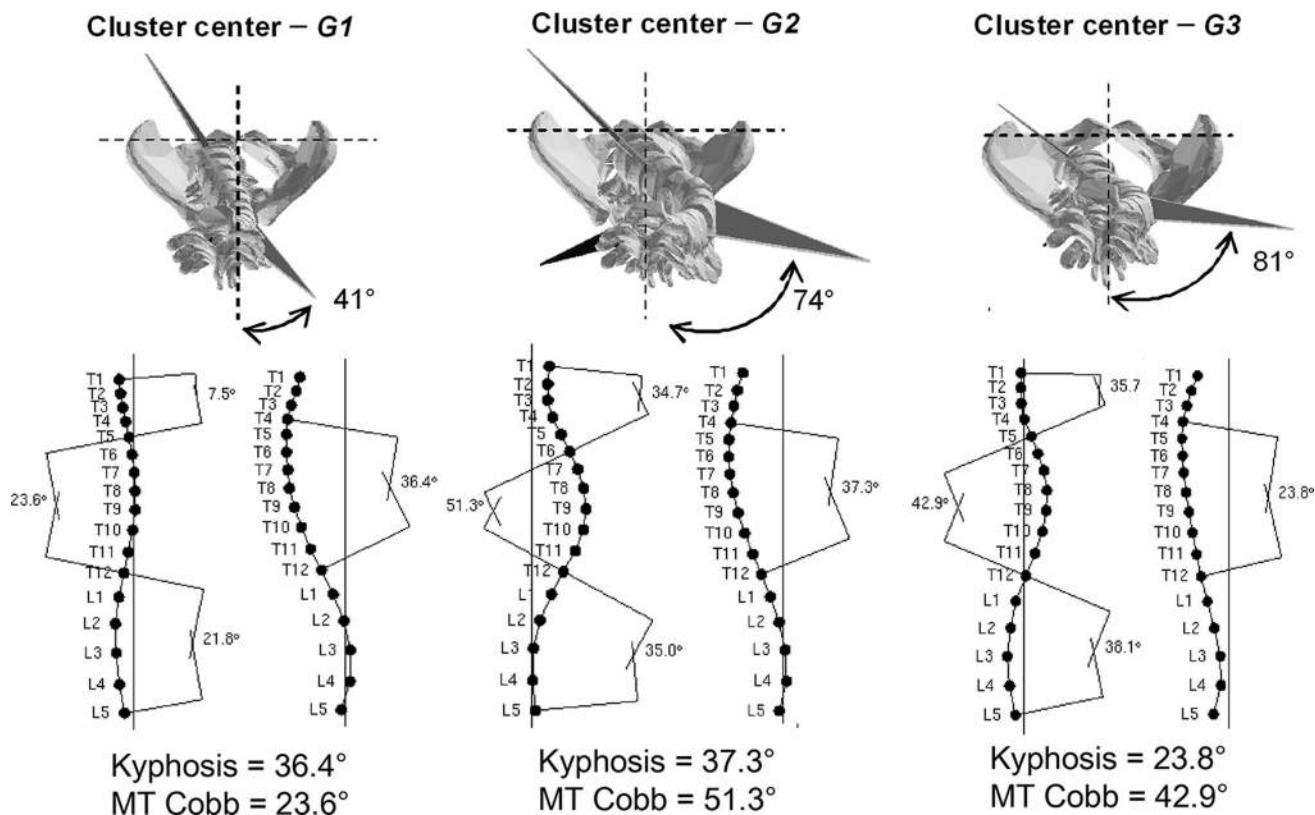 Cluster center – G1
41°
T1
T2
T3
T4
T5
T6
T7
T8
T9
T10
T11
T12
L1
L2
L3
L4
L5
7.5°
23.6°
21.8°
T1
T2
T3
T4
T5
T6
T7
T8
T9
T10
T11
T12
L1
L2
L3
L4
L5
36.4°
Kyphosis = 36.4°
MT Cobb = 23.6°
Cluster center – G2
74°
T1
T2
T3
T4
T5
T6
T7
T8
T9
T10
T11
T12
L1
L2
L3
L4
L5
34.7°
51.3°
35.0°
T1
T2
T3
T4
T5
T6
T7
T8
T9
T10
T11
T12
L1
L2
L3
L4
L5
37.3°
Kyphosis = 37.3°
MT Cobb = 51.3°
Cluster center – G3
81°
T1
T2
T3
T4
T5
T6
T7
T8
T9
T10
T11
T12
L1
L2
L3
L4
L5
35.7
42.9°
38.1°
T1
T2
T3
T4
T5
T6
T7
T8
T9
T10
T11
T12
L1
L2
L3
L4
L5
23.8°
Kyphosis = 23.8°
MT Cobb = 42.9°